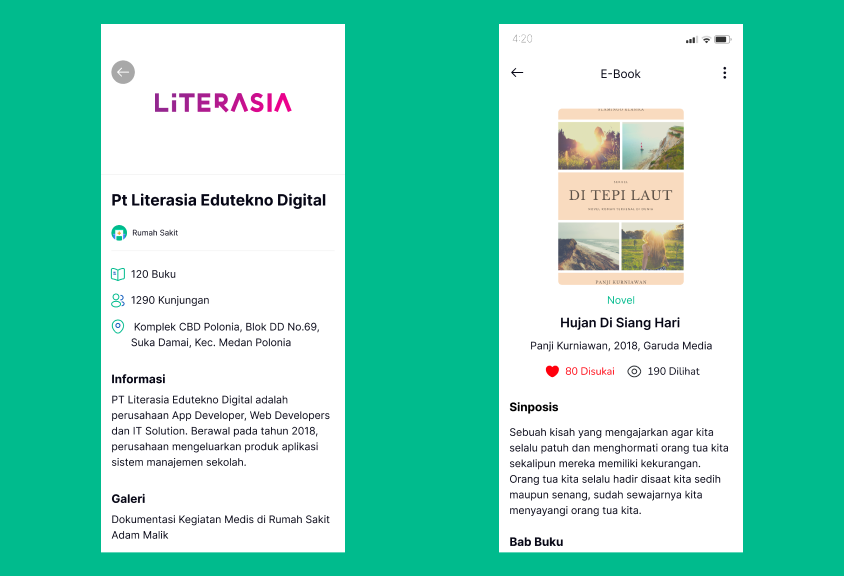 LiTERASIA
Pt Literasia Edutekno Digital
Rumah Sakit
120 Buku
1290 Kunjungan
Komplek CBD Polonia, Blok DD No.69,
Suka Damai, Kec. Medan Polonia
Informasi
PT Literasia Edutekno Digital adalah
perusahaan App Developer, Web Developers
dan IT Solution. Berawal pada tahun 2018,
perusahaan mengeluarkan produk aplikasi
sistem manajemen sekolah.
Galeri
Dokumentasi Kegiatan Medis di Rumah Sakit
Adam Malik
4:20
E-Book
DI TEPI LAUT
PANJI KURNIAWAN
Novel
Hujan Di Siang Hari
Panji Kurniawan, 2018, Garuda Media
80 Disukai
190 Dilihat
Sinposis
Sebuah kisah yang mengajarkan agar kita
selalu patuh dan menghormati orang tua kita
sekalipun mereka memiliki kekurangan.
Orang tua kita selalu hadir disaat kita sedih
maupun senang, sudah sewajarnya kita
menyayangi orang tua kita.
Bab Buku